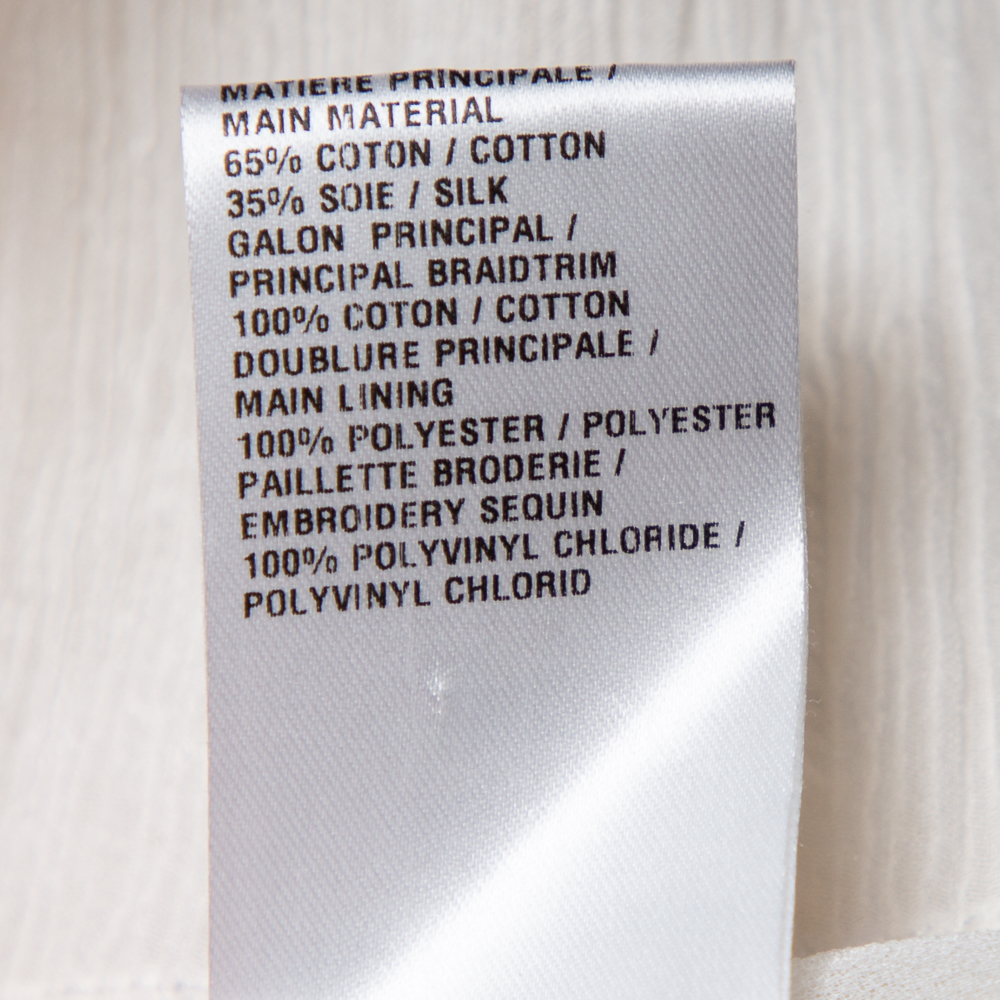 MATIERE PRINCIPALE /
MAIN MATERIAL
65% COTON / COTTON
35% SOIE / SILK
GALON PRINCIPAL /
PRINCIPAL BRAIDTRIM
100% COTON / COTTON
DOUBLURE PRINCIPALE /
MAIN LINING
100% POLYESTER / POLYESTER
PAILLETTE BRODERIE /
EMBROIDERY SEQUIN
100% POLYVINYL CHLORIDE /
POLYVINYL CHLORID